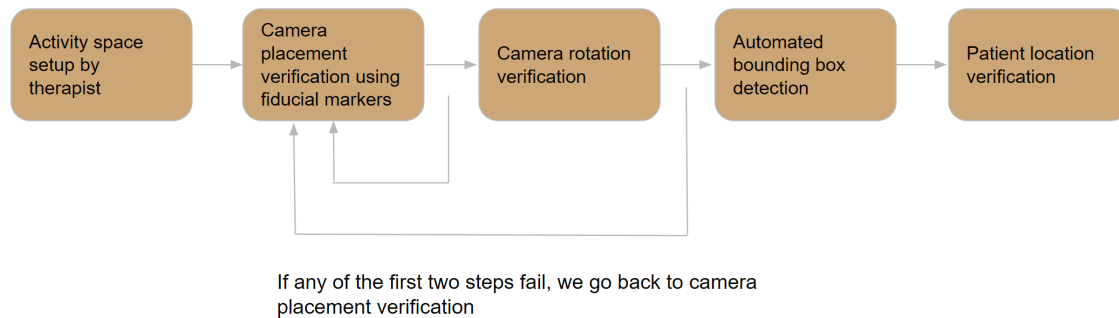 Activity space
setup by
therapist
Camera
placement
verification using
fiducial markers
Camera rotation
verification
Automated
bounding box
detection
Patient location
verification
If any of the first two steps fail, we go back to camera
placement verification